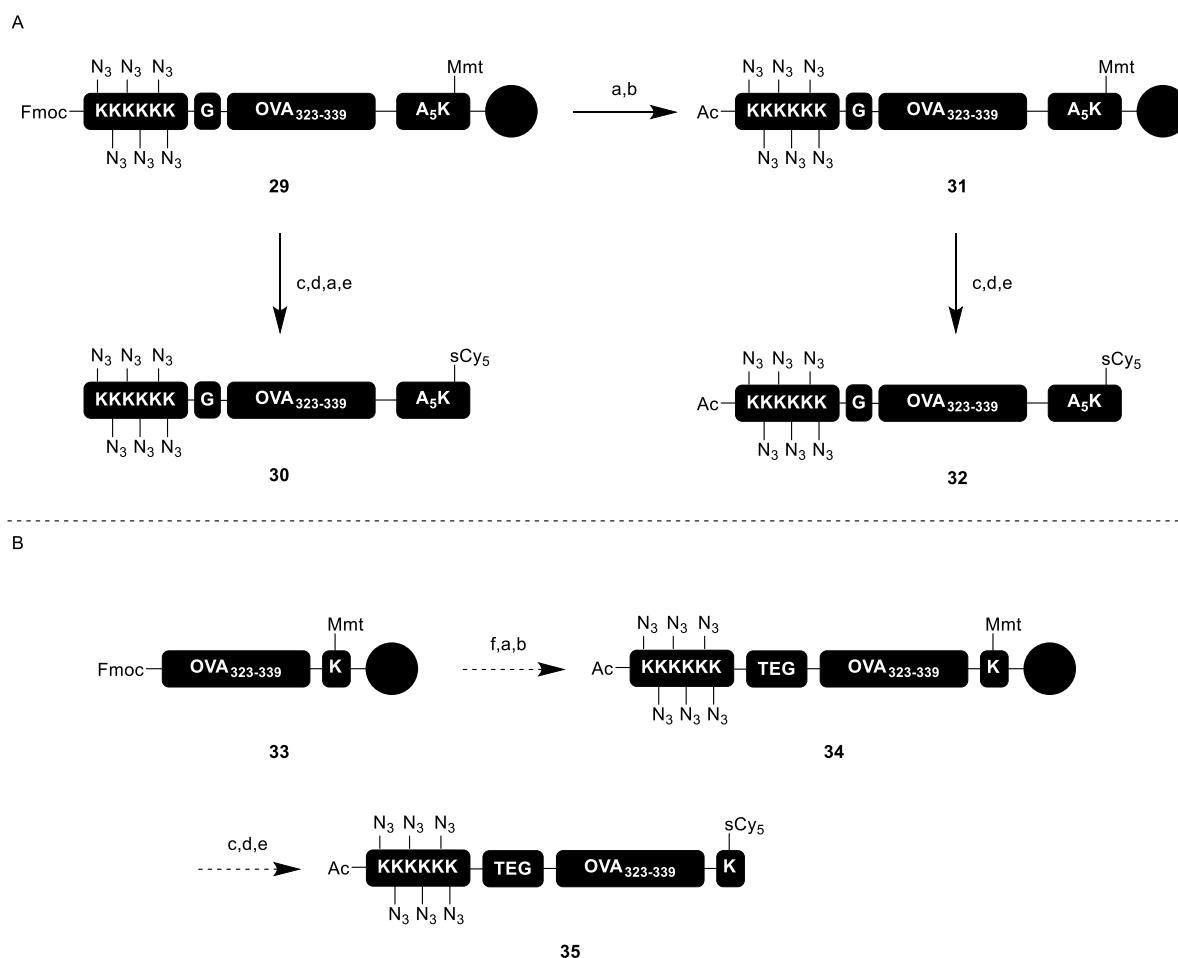 A
N3 N3 N3 Mmt N3 N3 N3 Mmt
Fmoc KKKKKK G OVA323-339 A5K a,b Ac KKKKKK G OVA323-339 A5K
N3 N3 N3 N3 N3 N3
29 31
c,d,a,e c,d,e
N3 N3 N3 sCy5 N3 N3 N3 sCy5
KKKKKK G OVA323-339 A5K Ac KKKKKK G OVA323-339 A5K
N3 N3 N3 N3 N3 N3
30 32
B
Mmt N3 N3 N3 Mmt
Fmoc OVA323-339 K f,a,b Ac KKKKKK TEG OVA323-339 K
N3 N3 N3
33 34
N3 N3 N3 sCy5
c,d,e Ac KKKKKK TEG OVA323-339 K
N3 N3 N3
35